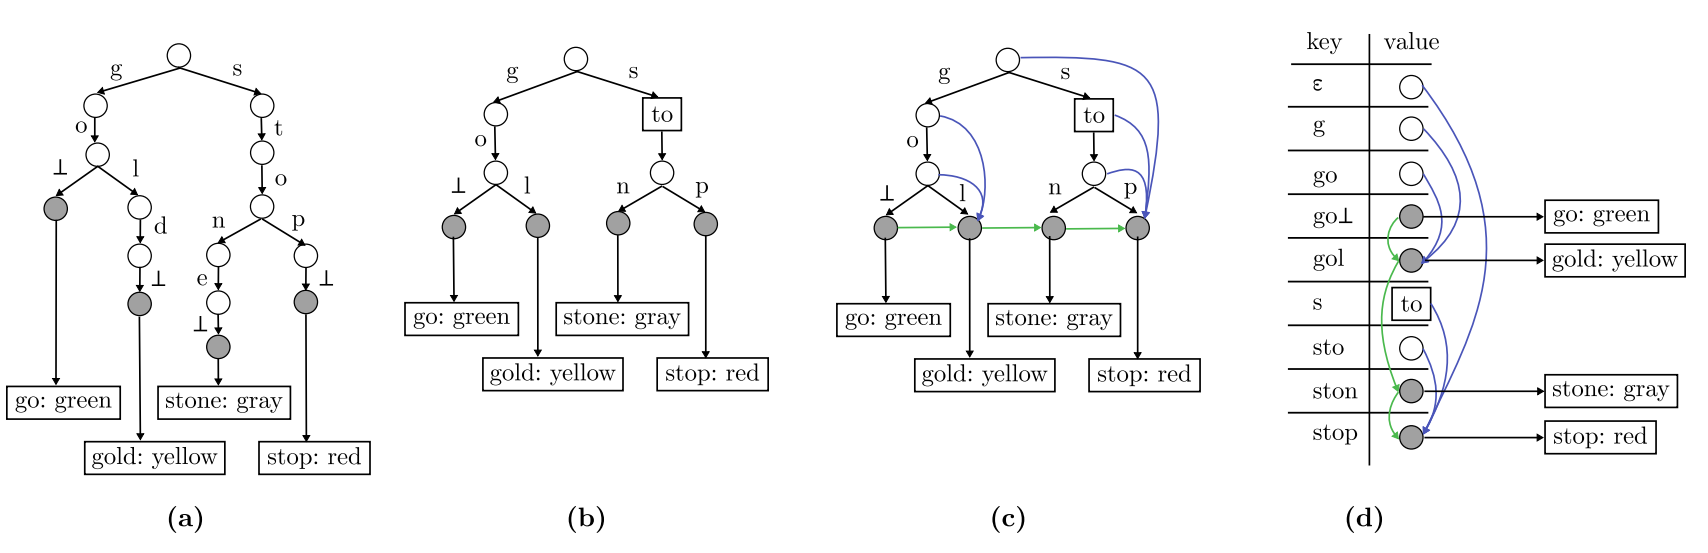 g s
o t
⊥ l o
d n p
⊥ e ⊥
⊥
go: green
stone: gray
gold: yellow
stop: red
(a)
g s
to
o
⊥ l n p
go: green
stone: gray
gold: yellow
stop: red
(b)
g s
to
o
⊥ l n p
go: green
stone: gray
gold: yellow
stop: red
(c)
key value
ε
g
go
go⊥ go: green
gol gold: yellow
s to
sto
ston stone: gray
stop stop: red
(d)